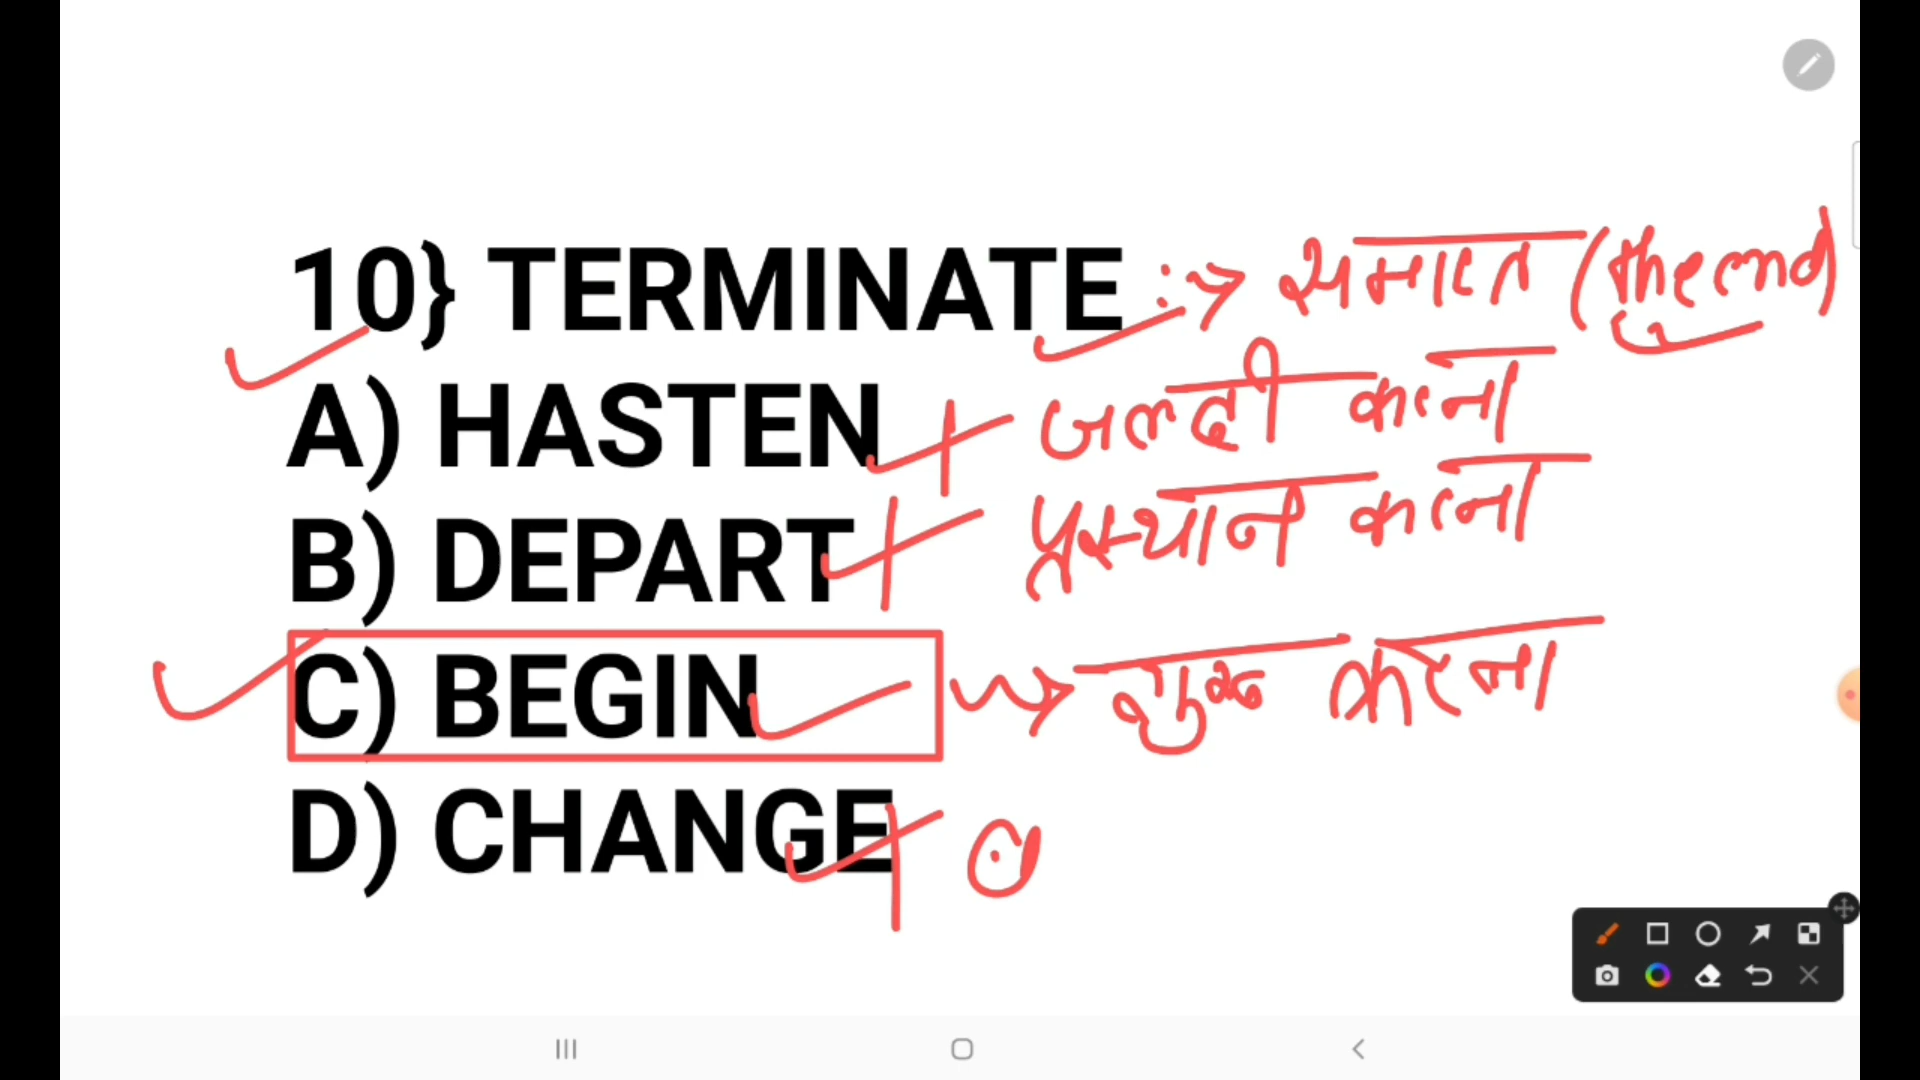 10} TERMINATE :→ समाप्त (the end)
A) HASTEN जल्दी करना
B) DEPART प्रस्थान करना
C) BEGIN → शुरू करना
D) CHANGE